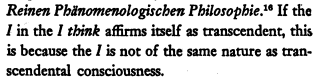 Reinen Phänomenologischen Philosophie.¹⁶ If the
I in the I think affirms itself as transcendent, this
is because the I is not of the same nature as tran-
scendental consciousness.